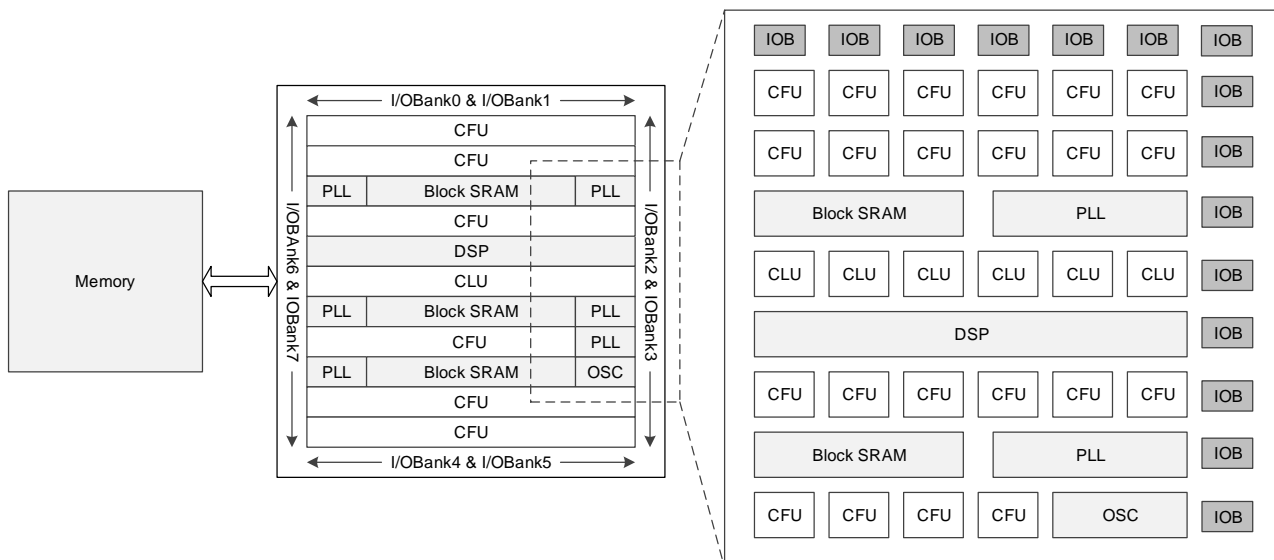 Memory
I/OBank0 & I/OBank1
I/OBAnk6 & IOBank7
CFU
CFU
PLL Block SRAM PLL
CFU
DSP
CLU
PLL Block SRAM PLL
CFU PLL
PLL Block SRAM OSC
CFU
CFU
I/OBank2 & IOBank3
I/OBank4 & I/OBank5
IOB IOB IOB IOB IOB IOB IOB
CFU CFU CFU CFU CFU CFU IOB
CFU CFU CFU CFU CFU CFU IOB
Block SRAM PLL IOB
CLU CLU CLU CLU CLU CLU IOB
DSP IOB
CFU CFU CFU CFU CFU CFU IOB
Block SRAM PLL IOB
CFU CFU CFU CFU OSC IOB